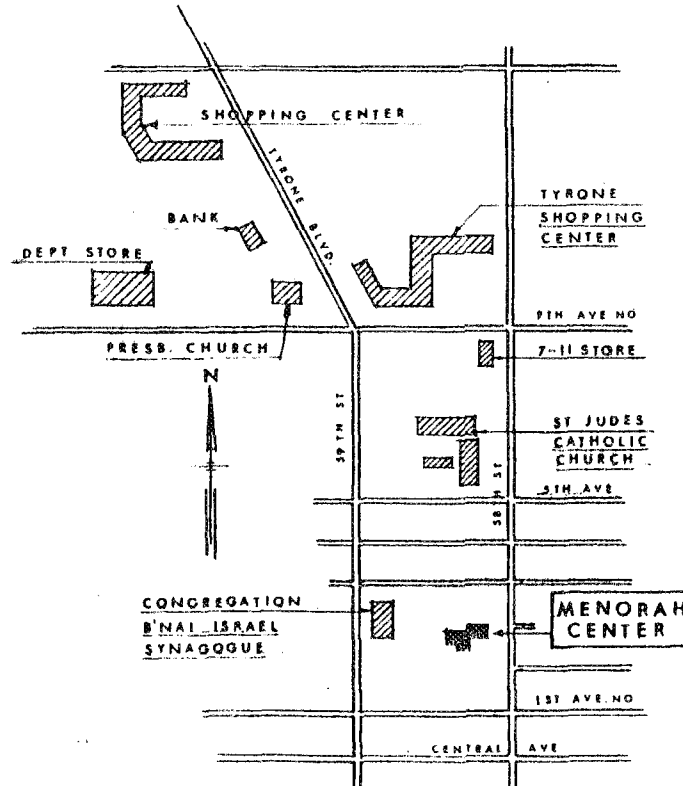 SHOPPING CENTER
TYRONE BLVD.
TYRONE
SHOPPING
CENTER
BANK
DEPT STORE
9TH AVE NO
PRESB. CHURCH
7-11 STORE
N
59TH ST
ST JUDES
CATHOLIC
CHURCH
58TH ST
5TH AVE
CONGREGATION
B'NAI ISRAEL
SYNAGOGUE
MENORAH
CENTER
1ST AVE. NO
CENTRAL AVE